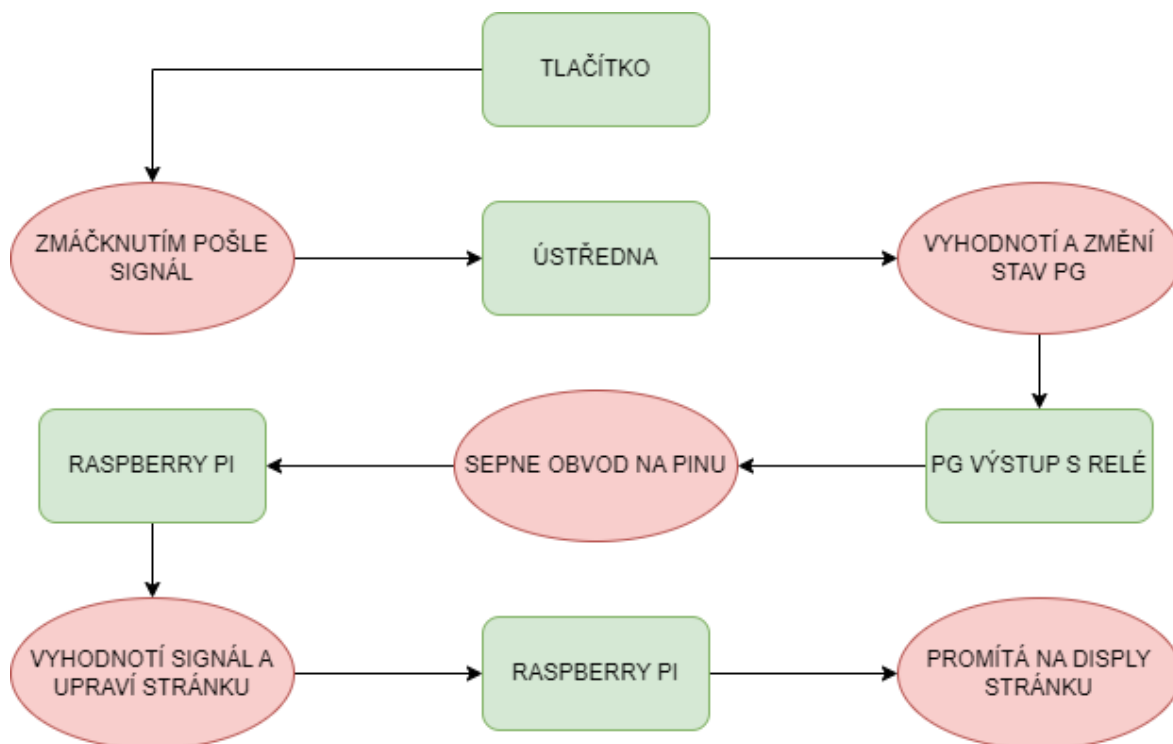 TLAČÍTKO
ZMÁČKNUTÍM POŠLE
SIGNÁL
ÚSTŘEDNA
VYHODNOTÍ A ZMĚNÍ
STAV PG
PG VÝSTUP S RELÉ
SEPNE OBVOD NA PINU
RASPBERRY PI
VYHODNOTÍ SIGNÁL A
UPRAVÍ STRÁNKU
RASPBERRY PI
PROMÍTÁ NA DISPLY
STRÁNKU